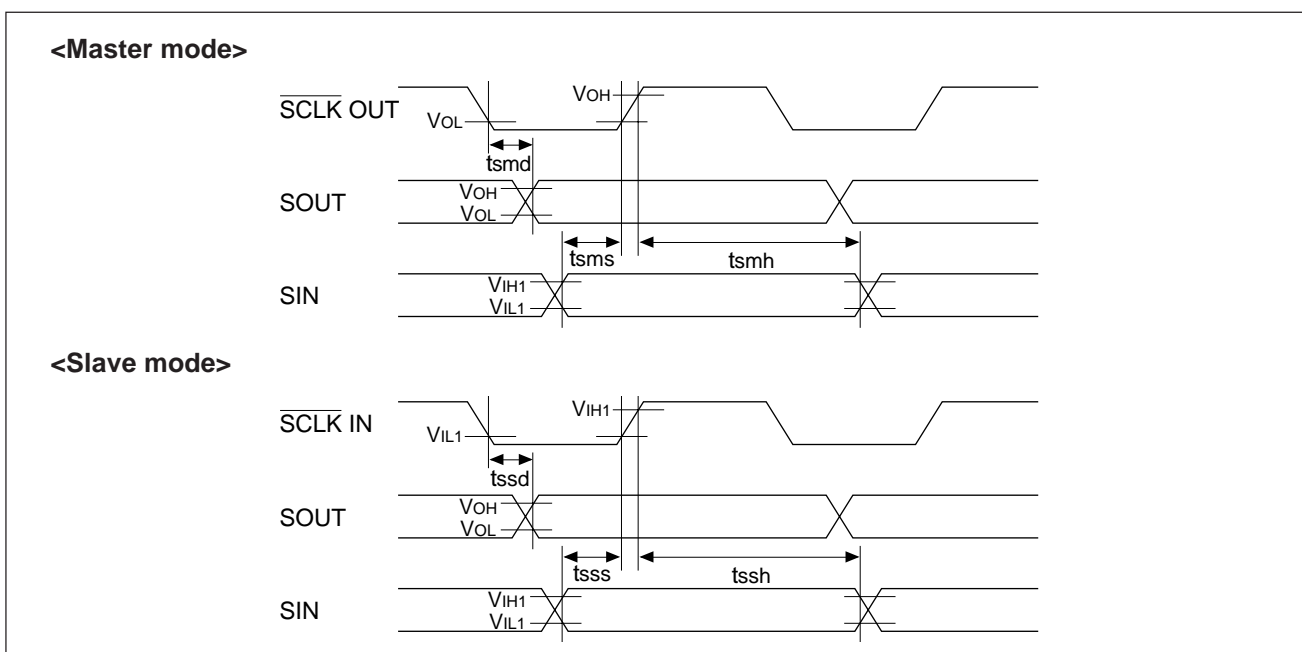 <Master mode>
SCLK OUT
VOH
VOL
tsmd
SOUT
VOH
VOL
tsms
tsmh
SIN
VIH1
VIL1
<Slave mode>
SCLK IN
VIH1
VIL1
tssd
SOUT
VOH
VOL
tsss
tssh
SIN
VIH1
VIL1